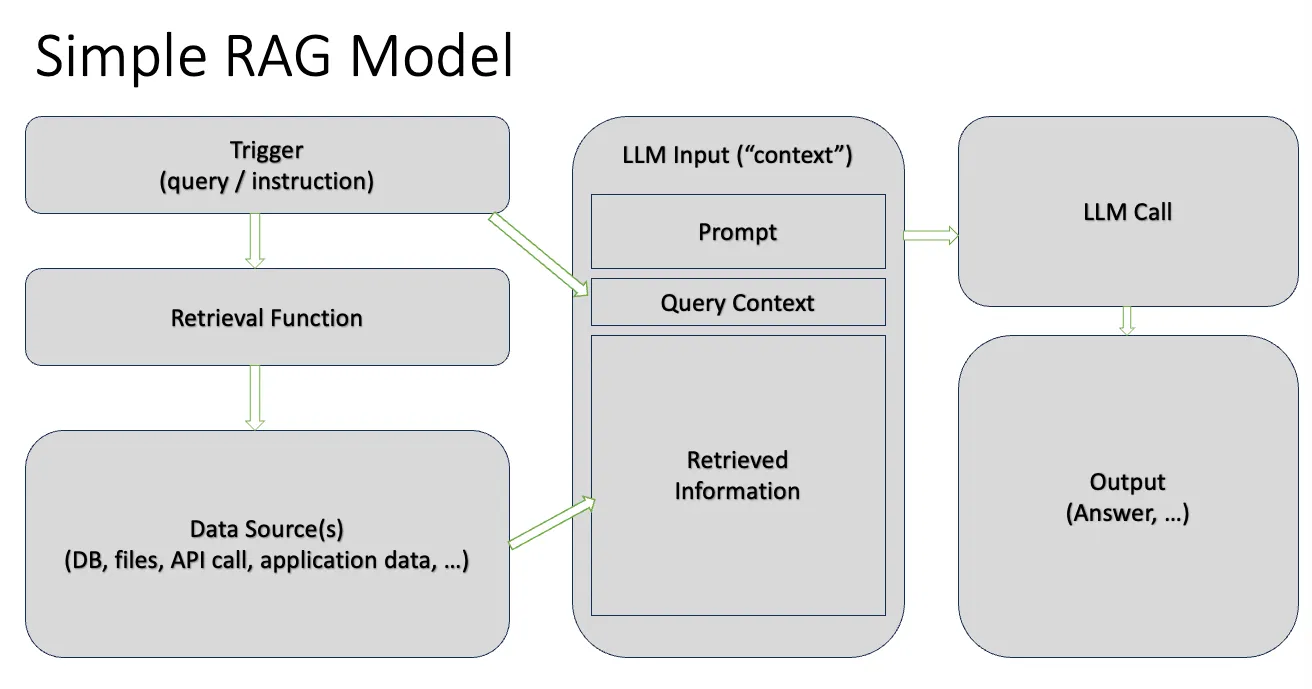 Simple RAG Model
Trigger
(query / instruction)
Retrieval Function
Data Source(s)
(DB, files, API call, application data, …)
LLM Input (“context”)
Prompt
Query Context
Retrieved
Information
LLM Call
Output
(Answer, …)